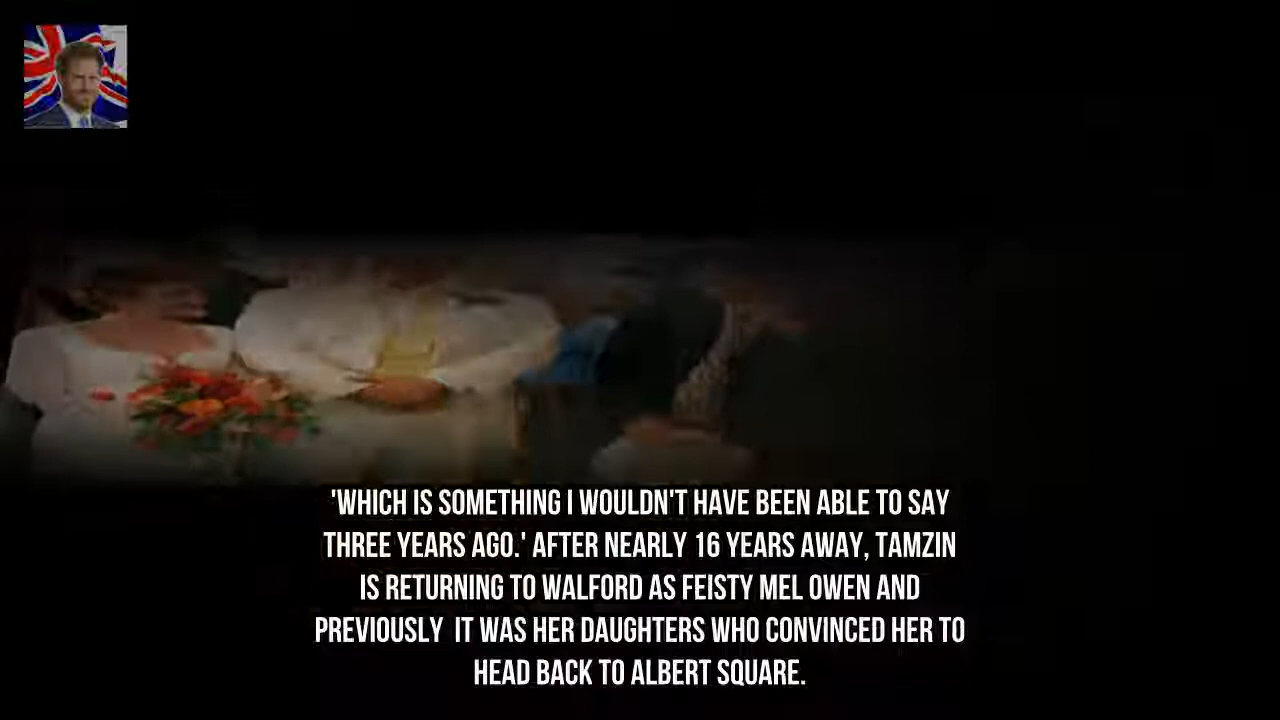 'WHICH IS SOMETHING I WOULDN'T HAVE BEEN ABLE TO SAY
THREE YEARS AGO.' AFTER NEARLY 16 YEARS AWAY, TAMZIN
IS RETURNING TO WALFORD AS FEISTY MEL OWEN AND
PREVIOUSLY  IT WAS HER DAUGHTERS WHO CONVINCED HER TO
HEAD BACK TO ALBERT SQUARE.